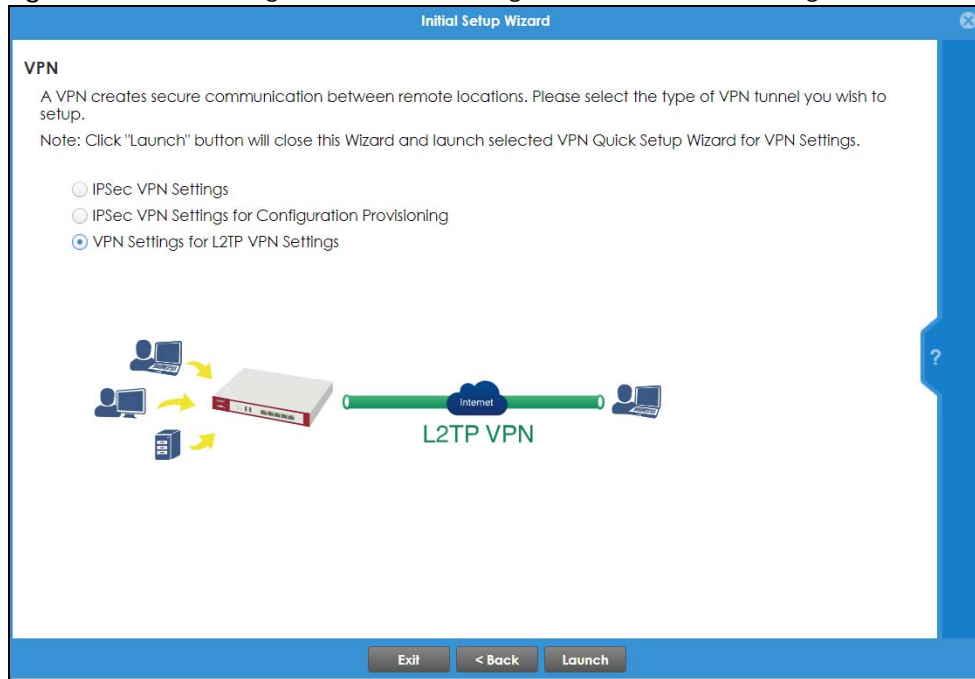 Initial Setup Wizard
VPN
A VPN creates secure communication between remote locations. Please select the type of VPN tunnel you wish to
setup.
Note: Click "Launch" button will close this Wizard and launch selected VPN Quick Setup Wizard for VPN Settings.
IPSec VPN Settings
IPSec VPN Settings for Configuration Provisioning
VPN Settings for L2TP VPN Settings
?
Internet
L2TP VPN
Exit
< Back
Launch